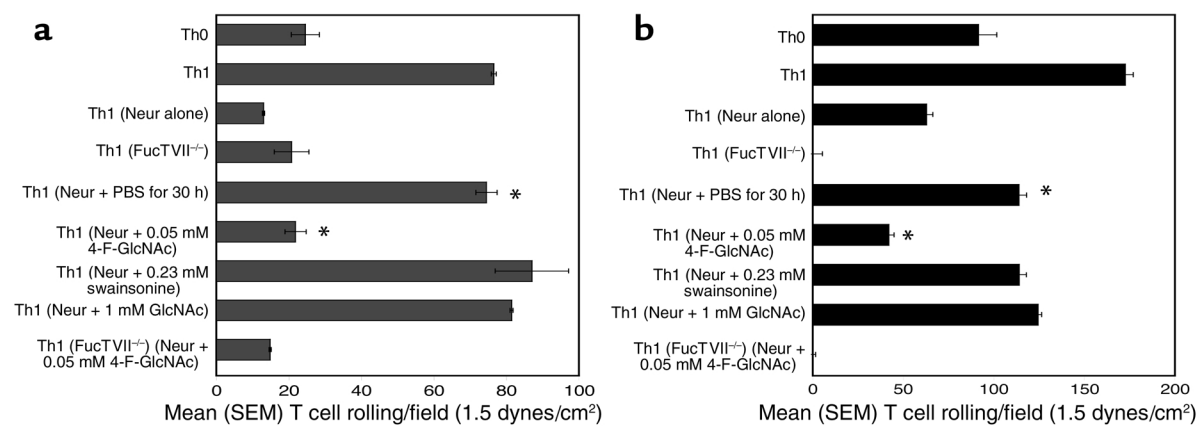 a
Th0
Th1
Th1 (Neur alone)
Th1 (FucTVII⁻/⁻)
Th1 (Neur + PBS for 30 h)
*
Th1 (Neur + 0.05 mM
4-F-GlcNAc)
*
Th1 (Neur + 0.23 mM
swainsonine)
Th1 (Neur + 1 mM GlcNAc)
Th1 (FucTVII⁻/⁻) (Neur +
0.05 mM 4-F-GlcNAc)
0 20 40 60 80 100
Mean (SEM) T cell rolling/field (1.5 dynes/cm²)
b
Th0
Th1
Th1 (Neur alone)
Th1 (FucTVII⁻/⁻)
Th1 (Neur + PBS for 30 h)
*
Th1 (Neur + 0.05 mM
4-F-GlcNAc)
*
Th1 (Neur + 0.23 mM
swainsonine)
Th1 (Neur + 1 mM GlcNAc)
Th1 (FucTVII⁻/⁻) (Neur +
0.05 mM 4-F-GlcNAc)
0 50 100 150 200
Mean (SEM) T cell rolling/field (1.5 dynes/cm²)